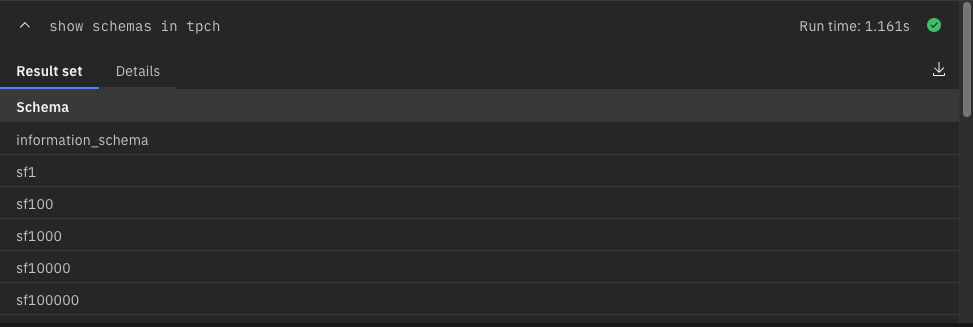 show schemas in tpch
Run time: 1.161s
Result set
Details
Schema
information_schema
sf1
sf100
sf1000
sf10000
sf100000